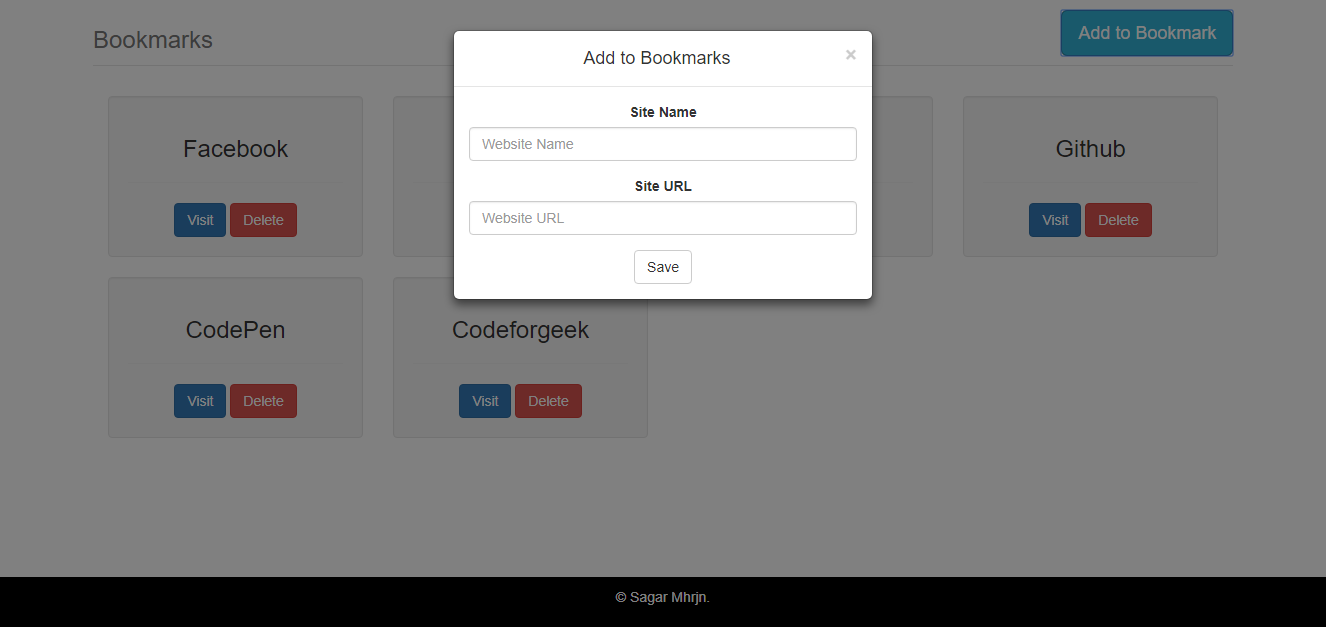 Bookmarks
Add to Bookmark
Add to Bookmarks
×
Site Name
Website Name
Site URL
Website URL
Save
Facebook
Visit Delete
Github
Visit Delete
CodePen
Visit Delete
Codeforgeek
Visit Delete
© Sagar Mhrjn.